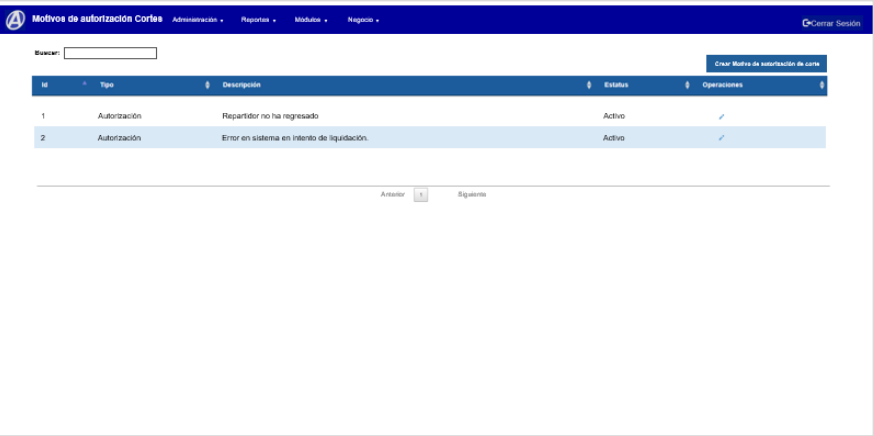 Motivos de autorización Cortes Administración Reportes Módulos Negocio Cerrar Sesión
Buscar:
Crear Motivo de autorización de corte
Id Tipo Descripción Estatus Operaciones
1 Autorización Repartidor no ha regresado Activo
2 Autorización Error en sistema en intento de liquidación. Activo
Anterior 1 Siguiente